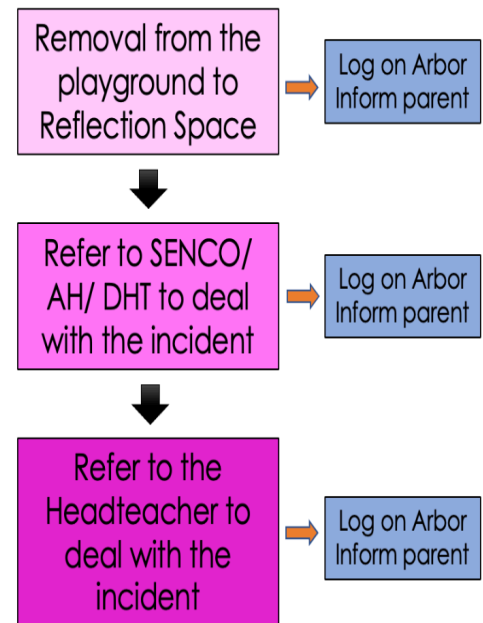 Removal from the
playground to
Reflection Space
Log on Arbor
Inform parent
Refer to SENCO/
AH/ DHT to deal
with the incident
Log on Arbor
Inform parent
Refer to the
Headteacher to
deal with the
incident
Log on Arbor
Inform parent